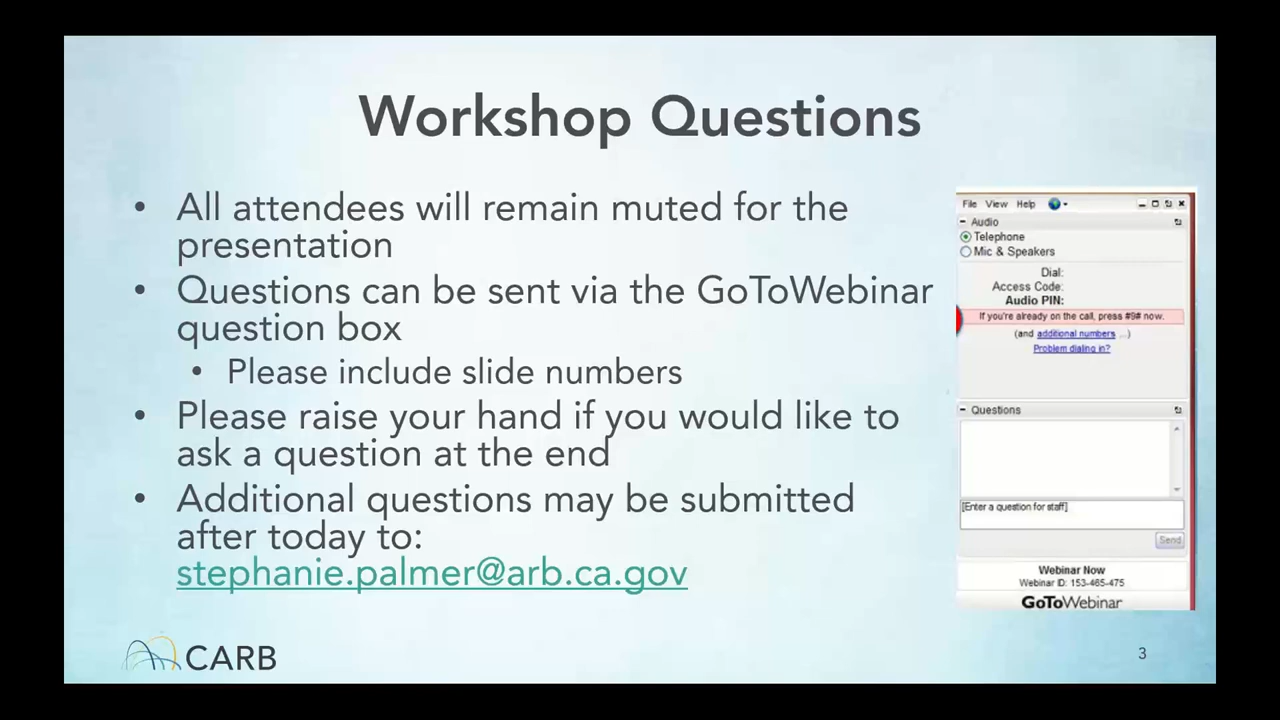 Workshop Questions
• All attendees will remain muted for the
presentation
• Questions can be sent via the GoToWebinar
question box
• Please include slide numbers
• Please raise your hand if you would like to
ask a question at the end
• Additional questions may be submitted
after today to:
stephanie.palmer@arb.ca.gov
File View Help
Audio
Telephone
Mic & Speakers
Dial:
Access Code:
Audio PIN:
If you're already on the call, press #9# now.
(and additional numbers ...)
Problem dialing in?
Questions
[Enter a question for staff]
Send
Webinar Now
Webinar ID: 153-465-475
GoToWebinar
CARB
3